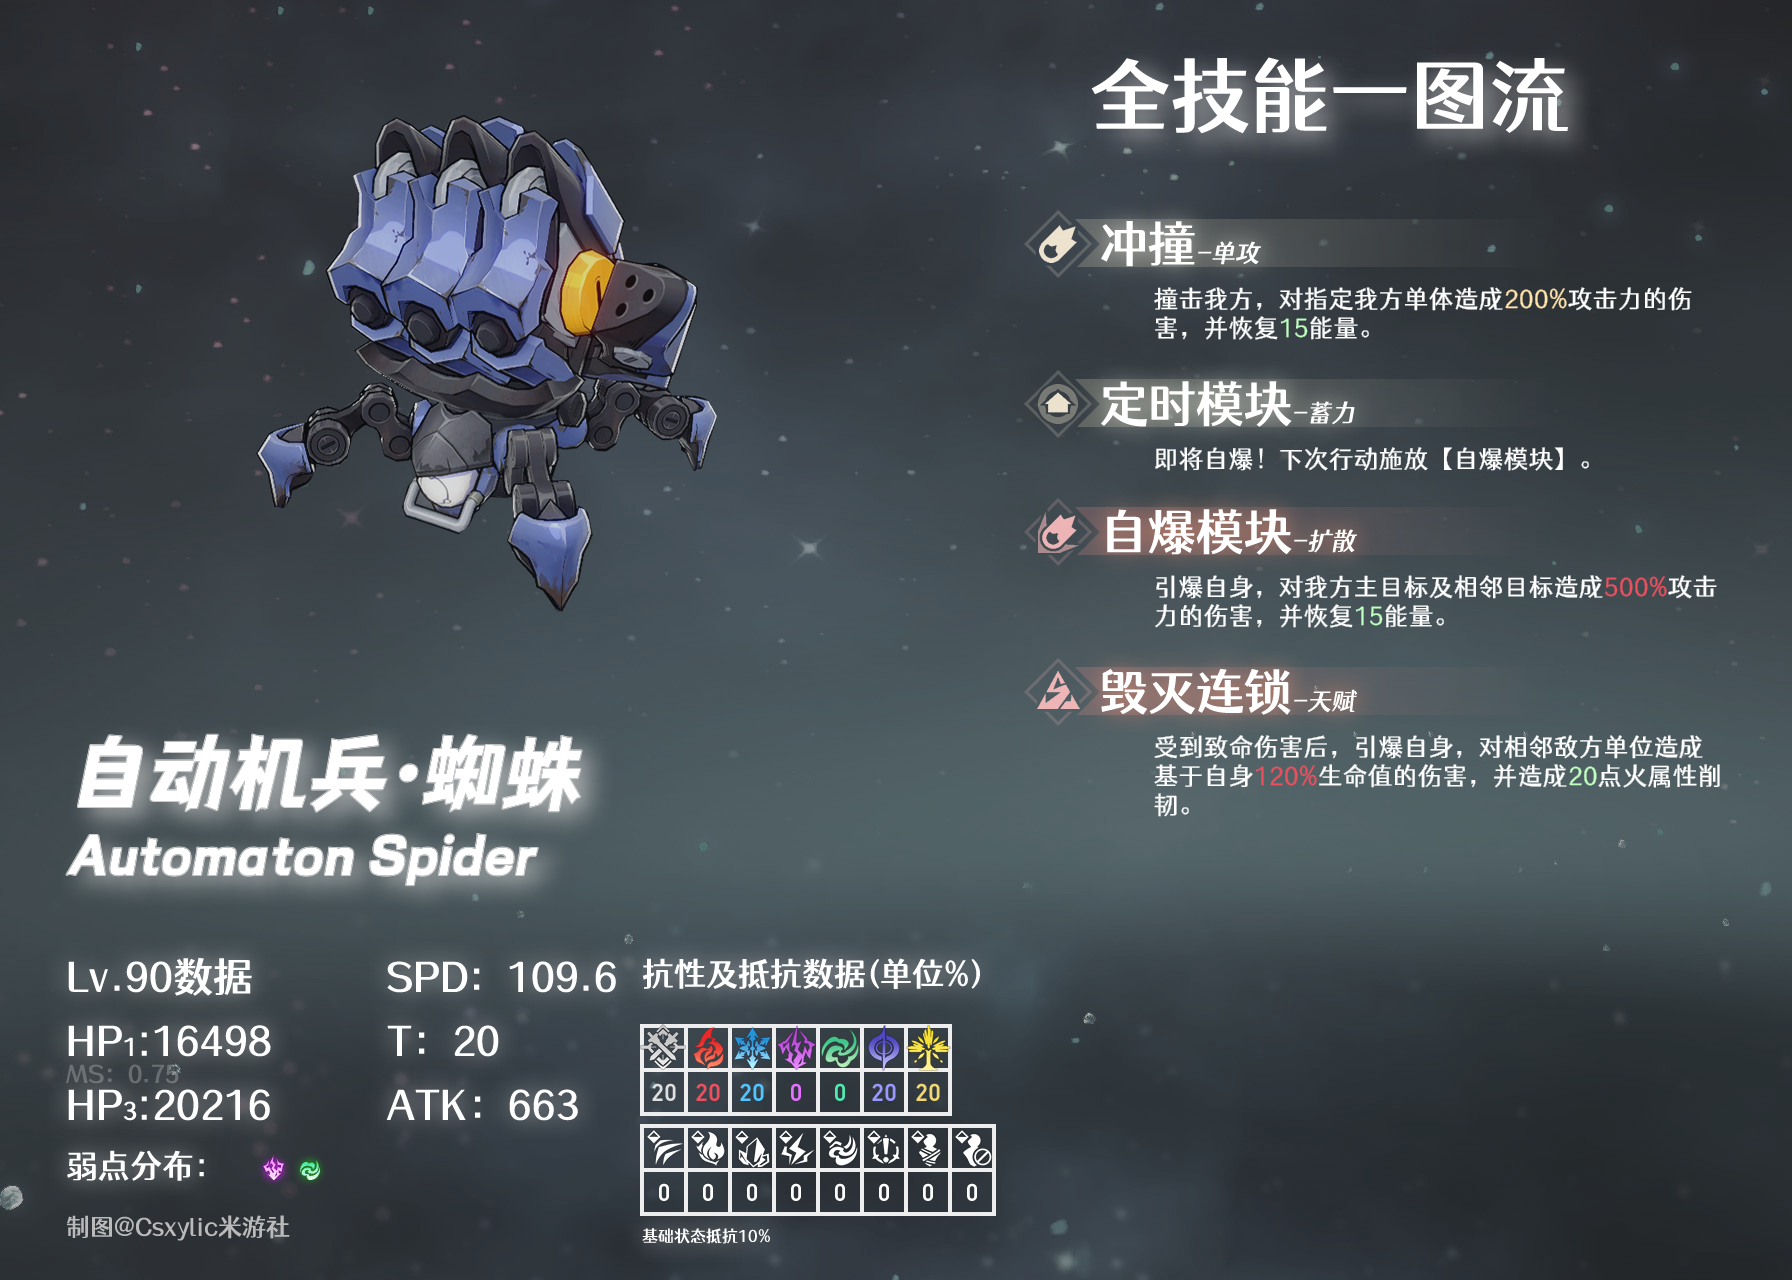 全技能一图流
冲撞-单攻
撞击我方，对指定我方单体造成200%攻击力的伤
害，并恢复15能量。
定时模块-蓄力
即将自爆！下次行动施放【自爆模块】。
自爆模块-扩散
引爆自身，对我方主目标及相邻目标造成500%攻击
力的伤害，并恢复15能量。
毁灭连锁-天赋
受到致命伤害后，引爆自身，对相邻敌方单位造成
基于自身120%生命值的伤害，并造成20点火属性削
韧。
自动机兵·蜘蛛
Automaton Spider
Lv.90数据
SPD：109.6
HP1:16498
T：20
MS：0.75
HP3:20216
ATK：663
弱点分布：
制图@Csxylic米游社
抗性及抵抗数据(单位%)
20 20 20 0 0 20 20
0 0 0 0 0 0 0 0
基础状态抵抗10%